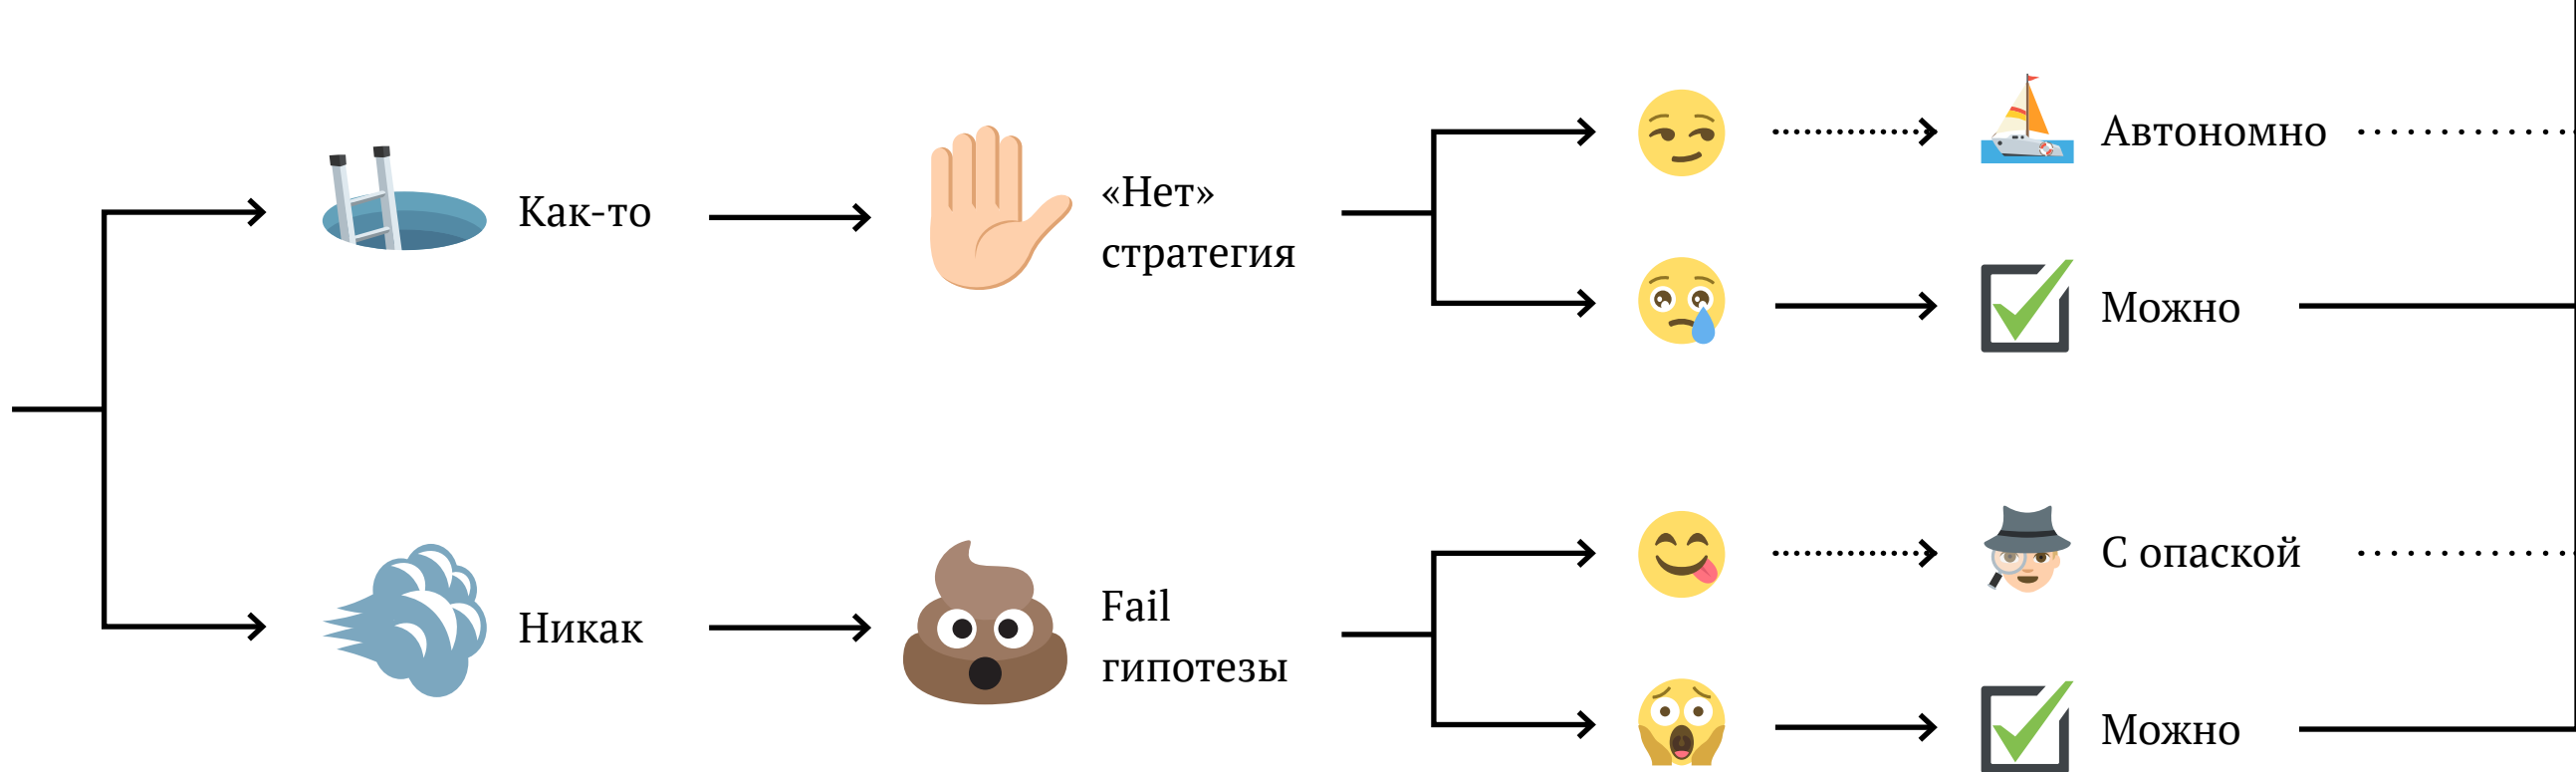 Как-то
«Нет»
стратегия
Автономно
Можно
Никак
Fail
гипотезы
С опаской
Можно